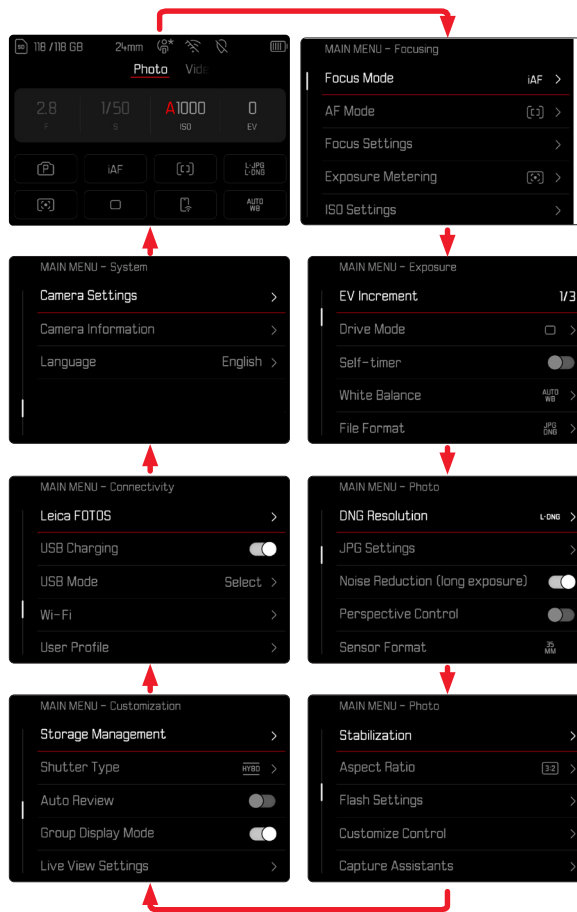 SD 118 / 118 GB 24mm
Photo Vide
2.8 1/50 A1000 0
F S ISO EV
P iAF L-JPG L-DNG
AUTO WB
MAIN MENU - Focusing
Focus Mode iAF
AF Mode
Focus Settings
Exposure Metering
ISO Settings
MAIN MENU - System
Camera Settings
Camera Information
Language English
MAIN MENU - Exposure
EV Increment 1/3
Drive Mode
Self-timer
White Balance AUTO WB
File Format JPG DNG
MAIN MENU - Connectivity
Leica FOTOS
USB Charging
USB Mode Select
Wi-Fi
User Profile
MAIN MENU - Photo
DNG Resolution L-DNG
JPG Settings
Noise Reduction (long exposure)
Perspective Control
Sensor Format 35 MM
MAIN MENU - Customization
Storage Management
Shutter Type HYBD
Auto Review
Group Display Mode
Live View Settings
MAIN MENU - Photo
Stabilization
Aspect Ratio 3:2
Flash Settings
Customize Control
Capture Assistants